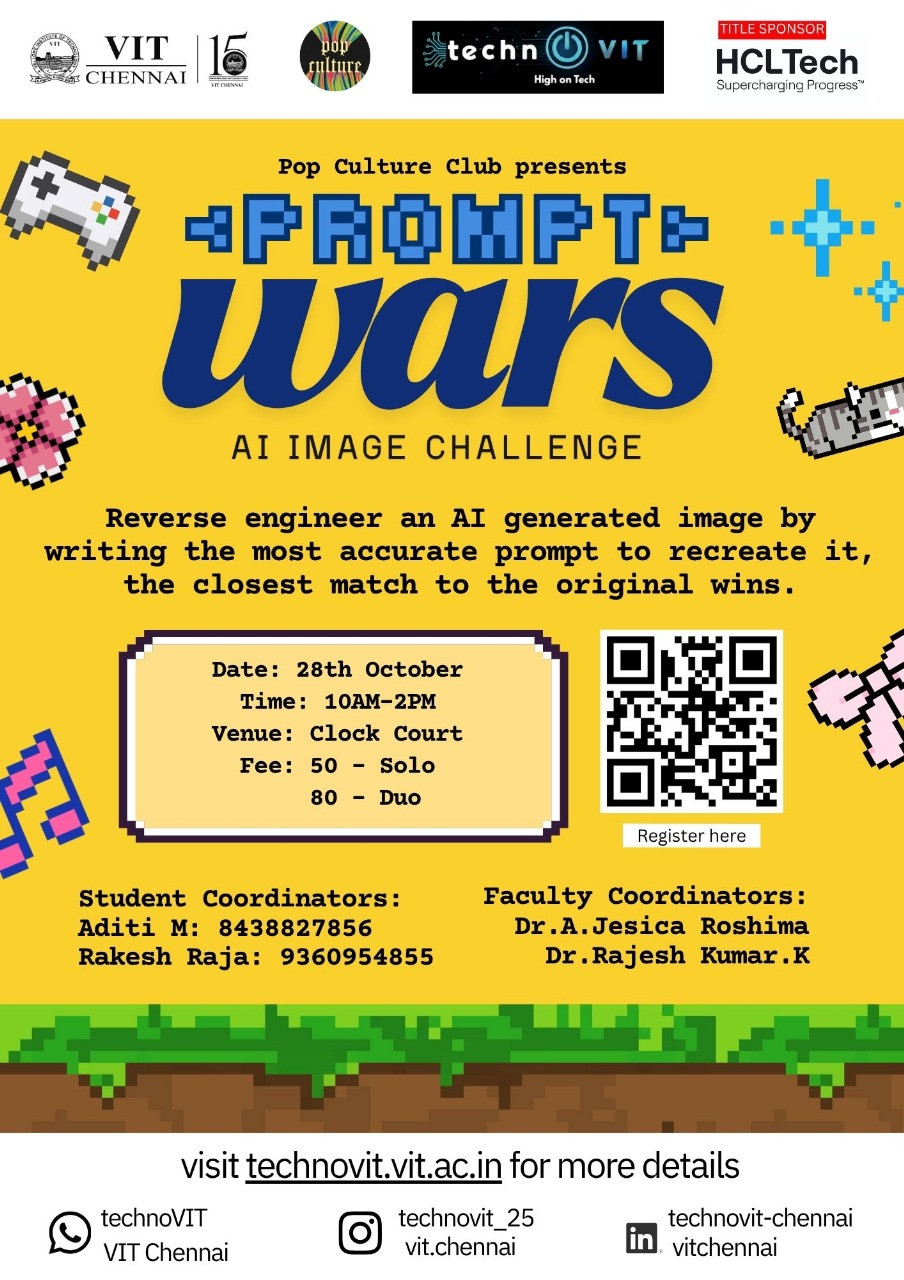 VIT
CHENNAI
15
VIT CHENNAI
pop
culture
techn VIT
High on Tech
TITLE SPONSOR
HCLTech
Supercharging Progress™
Pop Culture Club presents
PROMPT
wars
AI IMAGE CHALLENGE
Reverse engineer an AI generated image by
writing the most accurate prompt to recreate it,
the closest match to the original wins.
Date: 28th October
Time: 10AM-2PM
Venue: Clock Court
Fee: 50 - Solo
80 - Duo
Register here
Student Coordinators:
Aditi M: 8438827856
Rakesh Raja: 9360954855
Faculty Coordinators:
Dr.A.Jesica Roshima
Dr.Rajesh Kumar.K
visit technovit.vit.ac.in for more details
technoVIT
VIT Chennai
technovit_25
vit.chennai
in
technovit-chennai
vitchennai